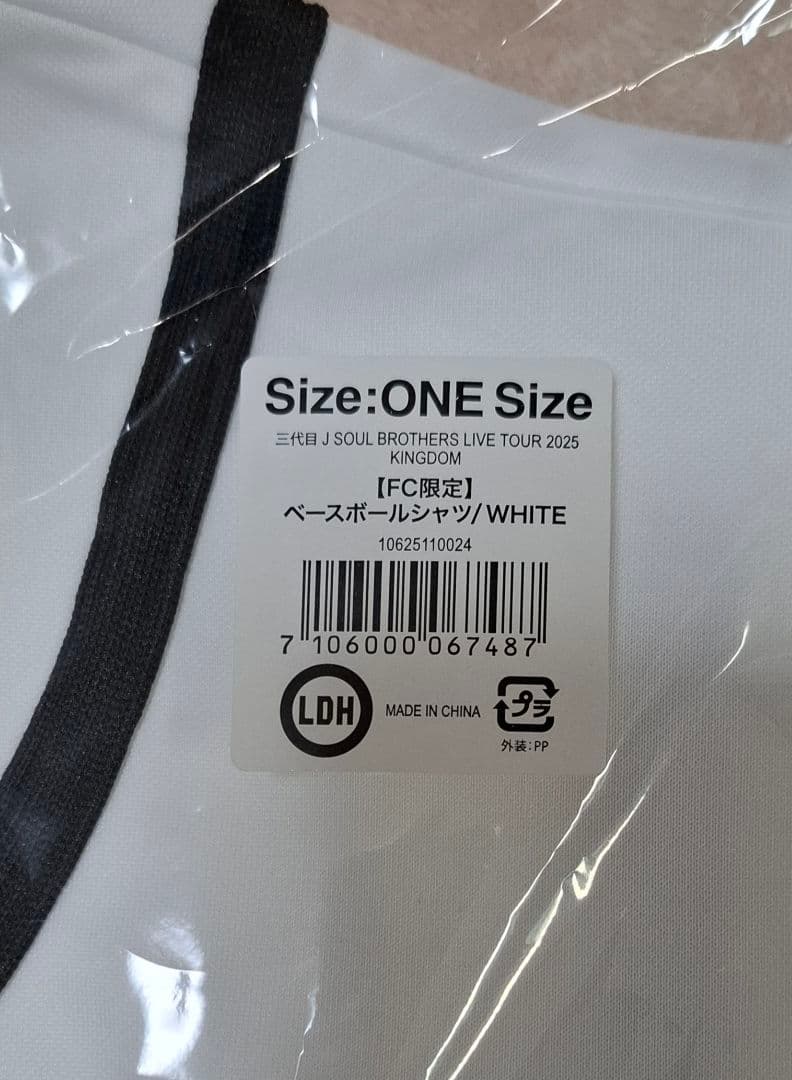 Size:ONE Size
三代目 J SOUL BROTHERS LIVE TOUR 2025
KINGDOM
【FC限定】
ベースボールシャツ/WHITE
10625110024
7 106000 067487
LDH
MADE IN CHINA
プラ
外装:PP